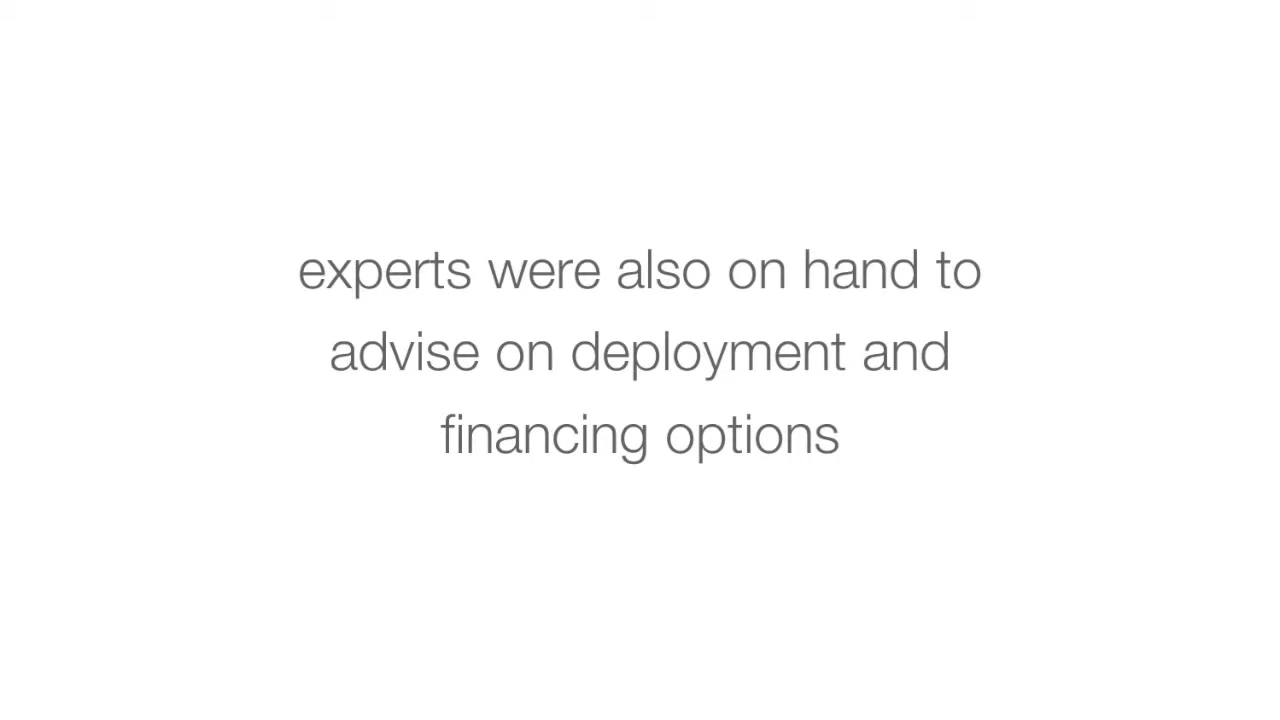 experts were also on hand to
advise on deployment and
financing options